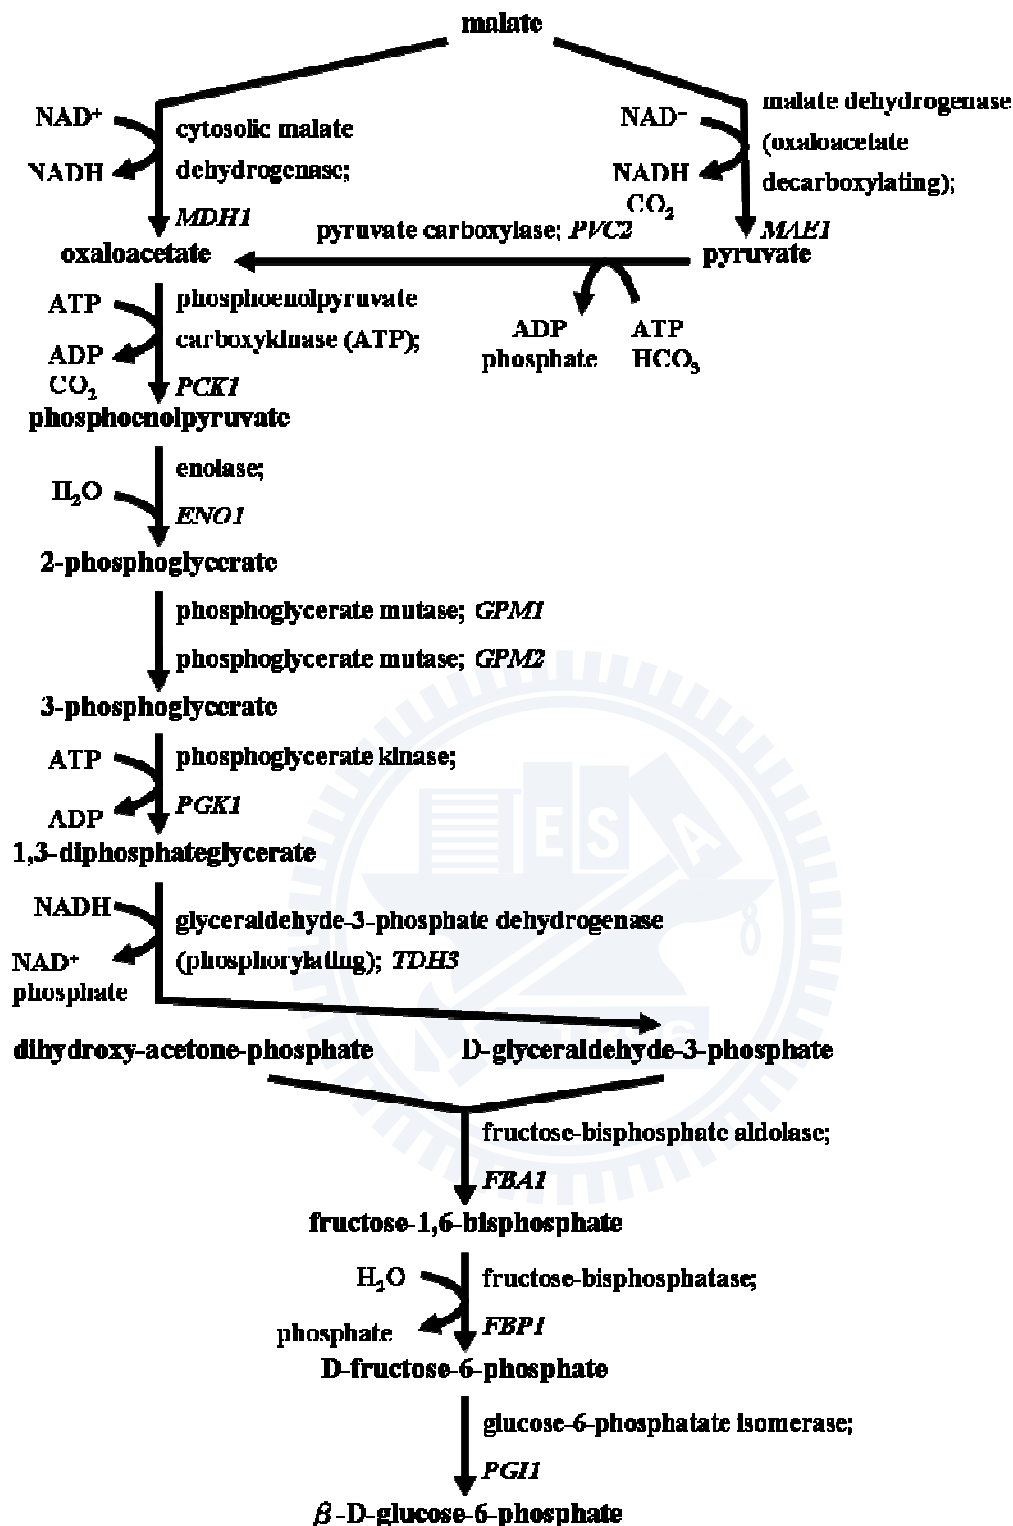 malate
NAD+
NADH
cytosolic malate
dehydrogenase;
MDH1
NAD−
NADH
CO2
malate dehydrogenase
(oxaloacetate
decarboxylating);
MAE1
pyruvate carboxylase; PVC2
oxaloacetate
pyruvate
ADP
phosphate
ATP
HCO3
ATP
ADP
CO2
phosphoenolpyruvate
carboxykinase (ATP);
PCK1
phosphoenolpyruvate
H2O
enolase;
ENO1
2-phosphoglycerate
phosphoglycerate mutase; GPM1
phosphoglycerate mutase; GPM2
3-phosphoglycerate
ATP
ADP
phosphoglycerate kinase;
PGK1
1,3-diphosphateglycerate
NADH
NAD+
phosphate
glyceraldehyde-3-phosphate dehydrogenase
(phosphorylating); TDH3
dihydroxy-acetone-phosphate
D-glyceraldehyde-3-phosphate
fructose-bisphosphate aldolase;
FBA1
fructose-1,6-bisphosphate
H2O
phosphate
fructose-bisphosphatase;
FBP1
D-fructose-6-phosphate
glucose-6-phosphatate isomerase;
PGI1
β-D-glucose-6-phosphate
ESA